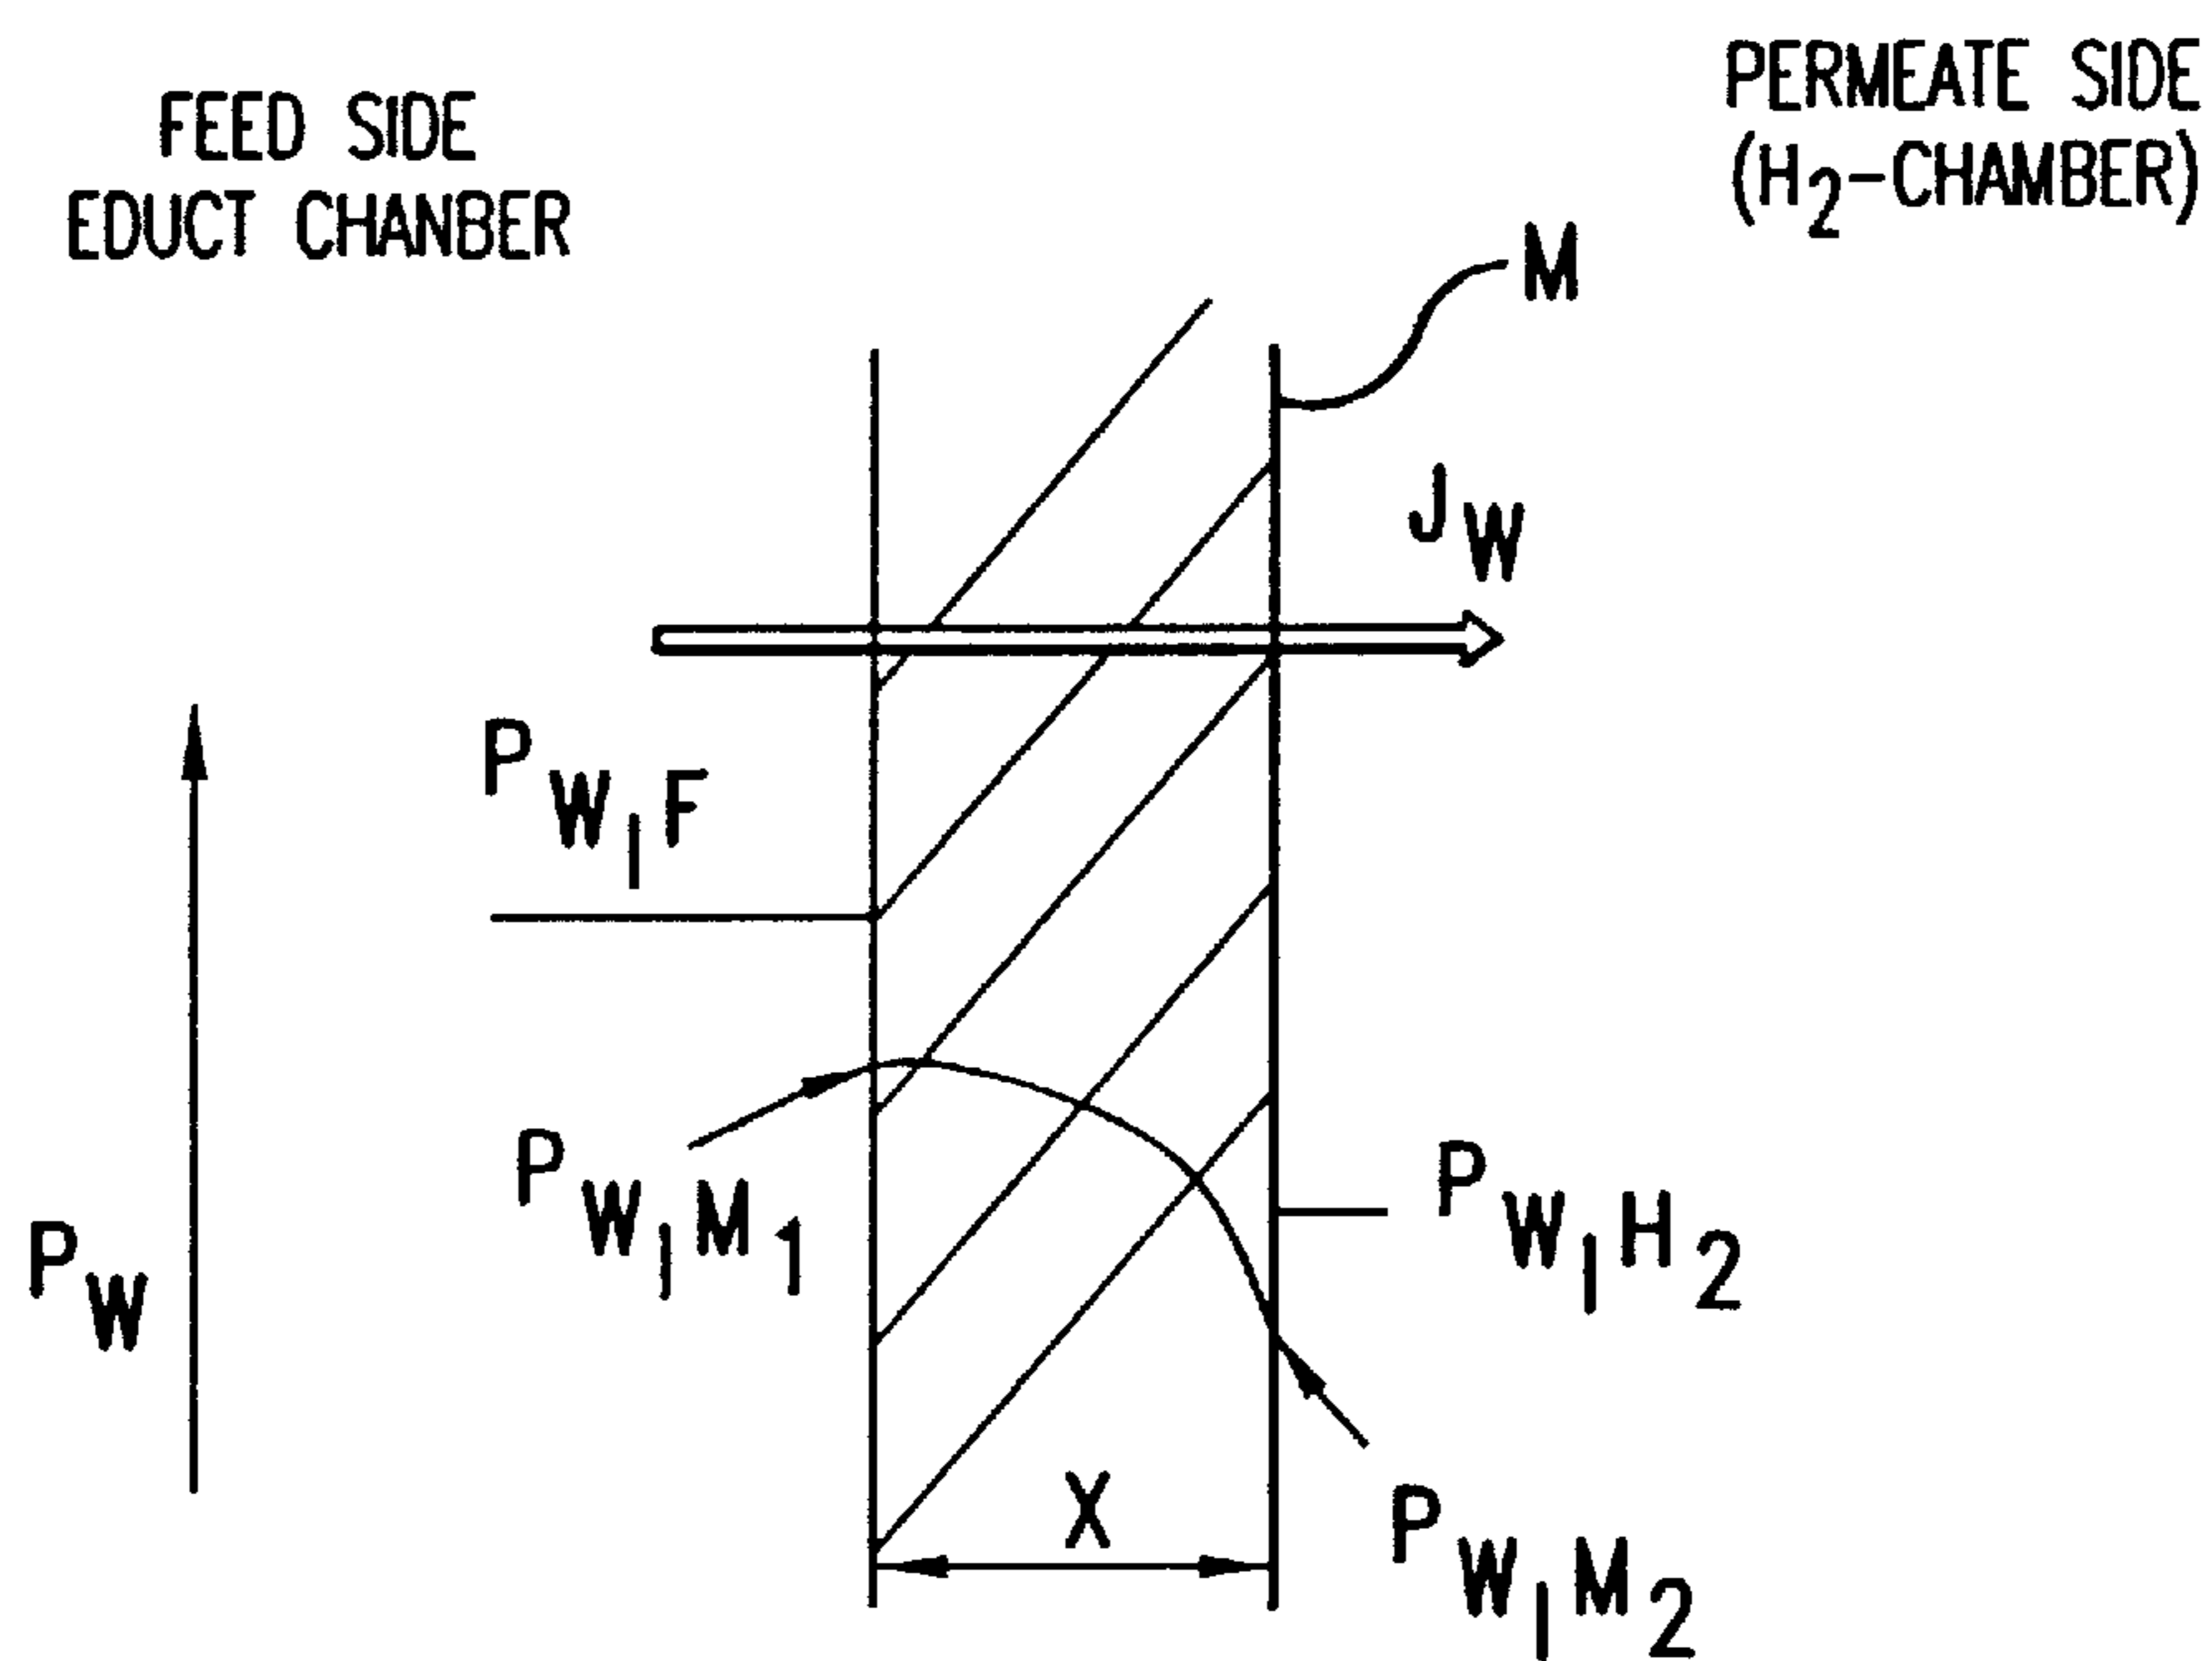 FEED SIDE
EDUCT CHANBER
PERMEATE SIDE
(H2-CHAMBER)
M
JW
PW|F
PW|M1
PW
PW|H2
X
PW|M2